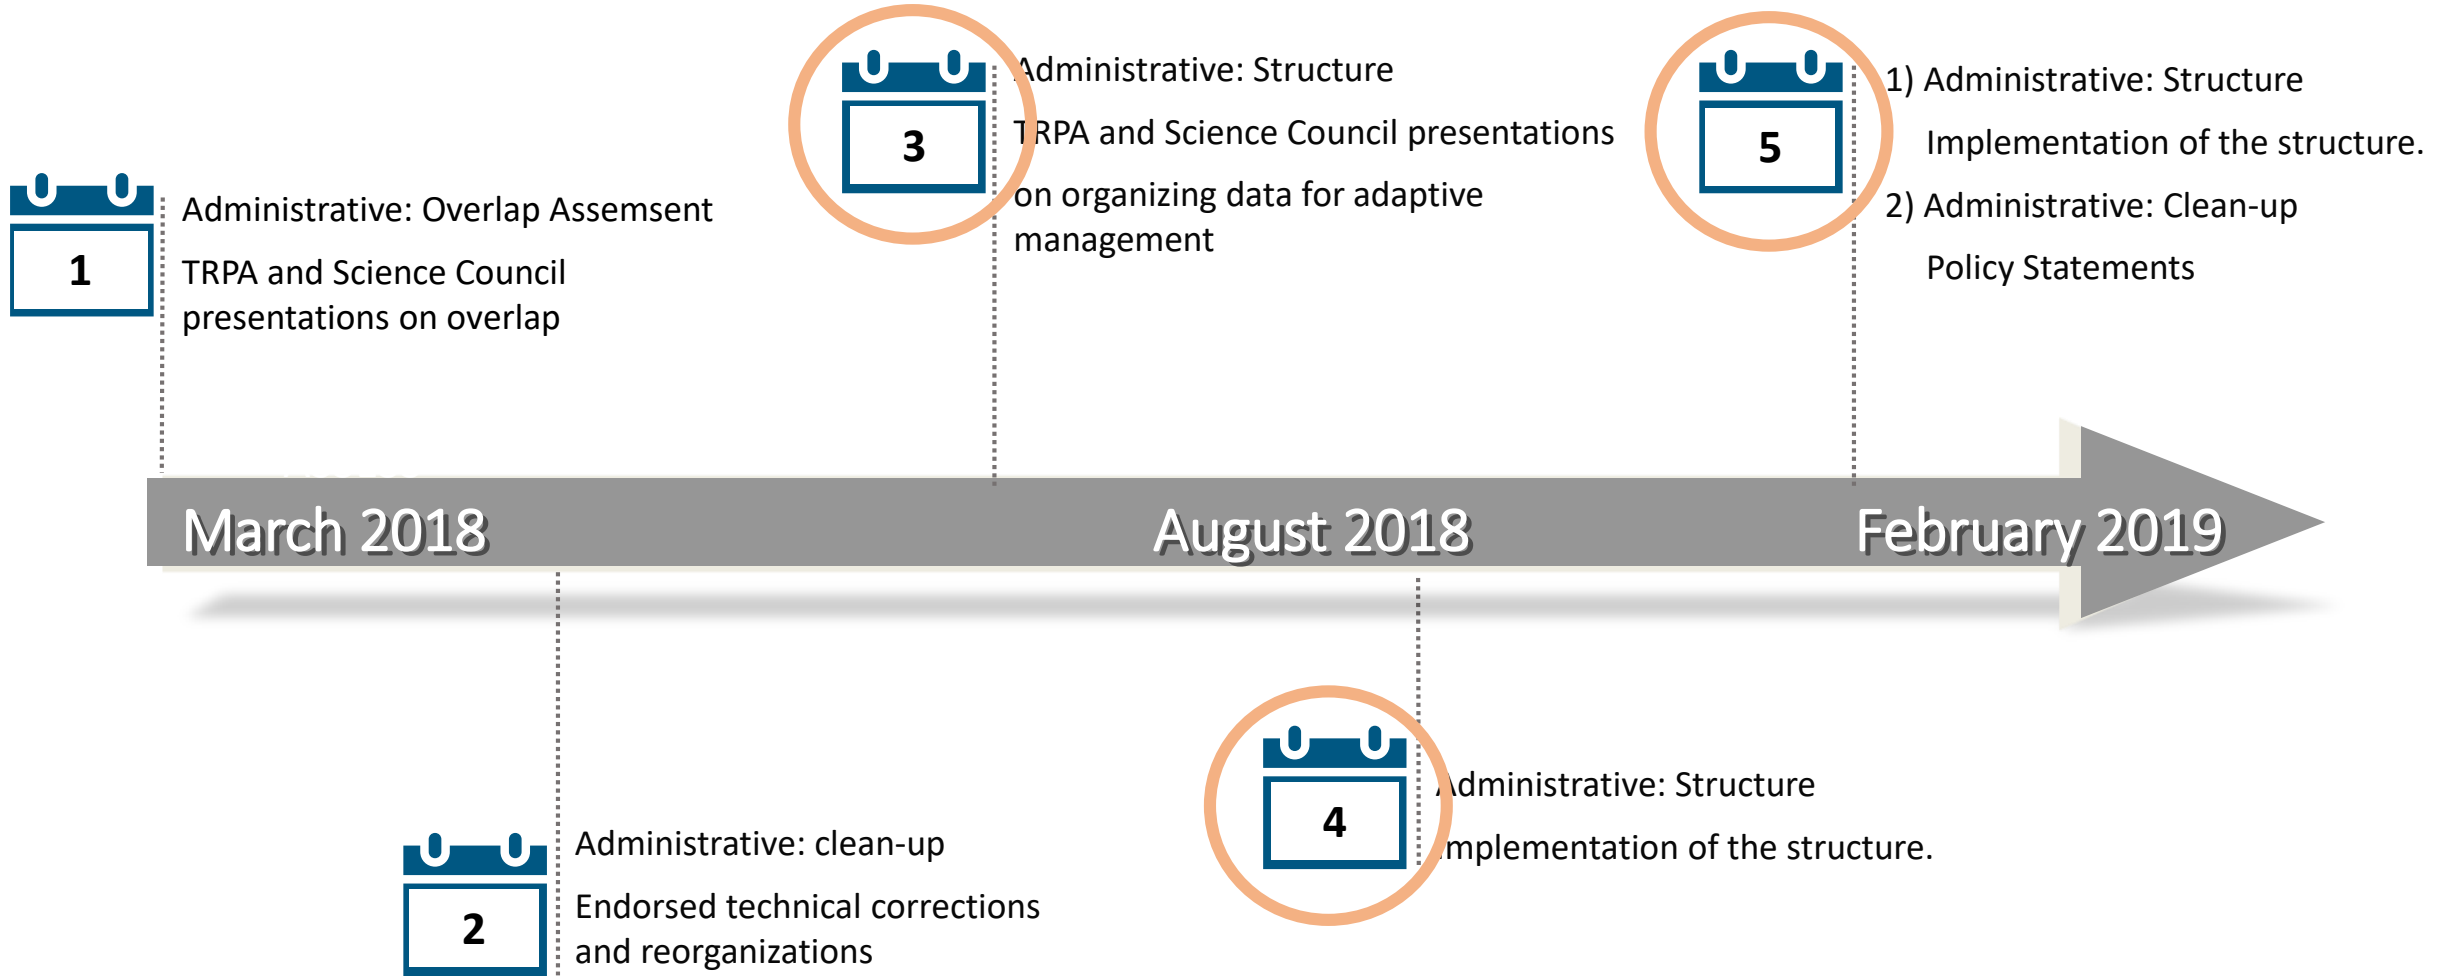 1
Administrative: Overlap Assemsent
TRPA and Science Council
presentations on overlap
3
Administrative: Structure
TRPA and Science Council presentations
on organizing data for adaptive
management
5
1) Administrative: Structure
Implementation of the structure.
2) Administrative: Clean-up
Policy Statements
March 2018
August 2018
February 2019
2
Administrative: clean-up
Endorsed technical corrections
and reorganizations
4
Administrative: Structure
Implementation of the structure.